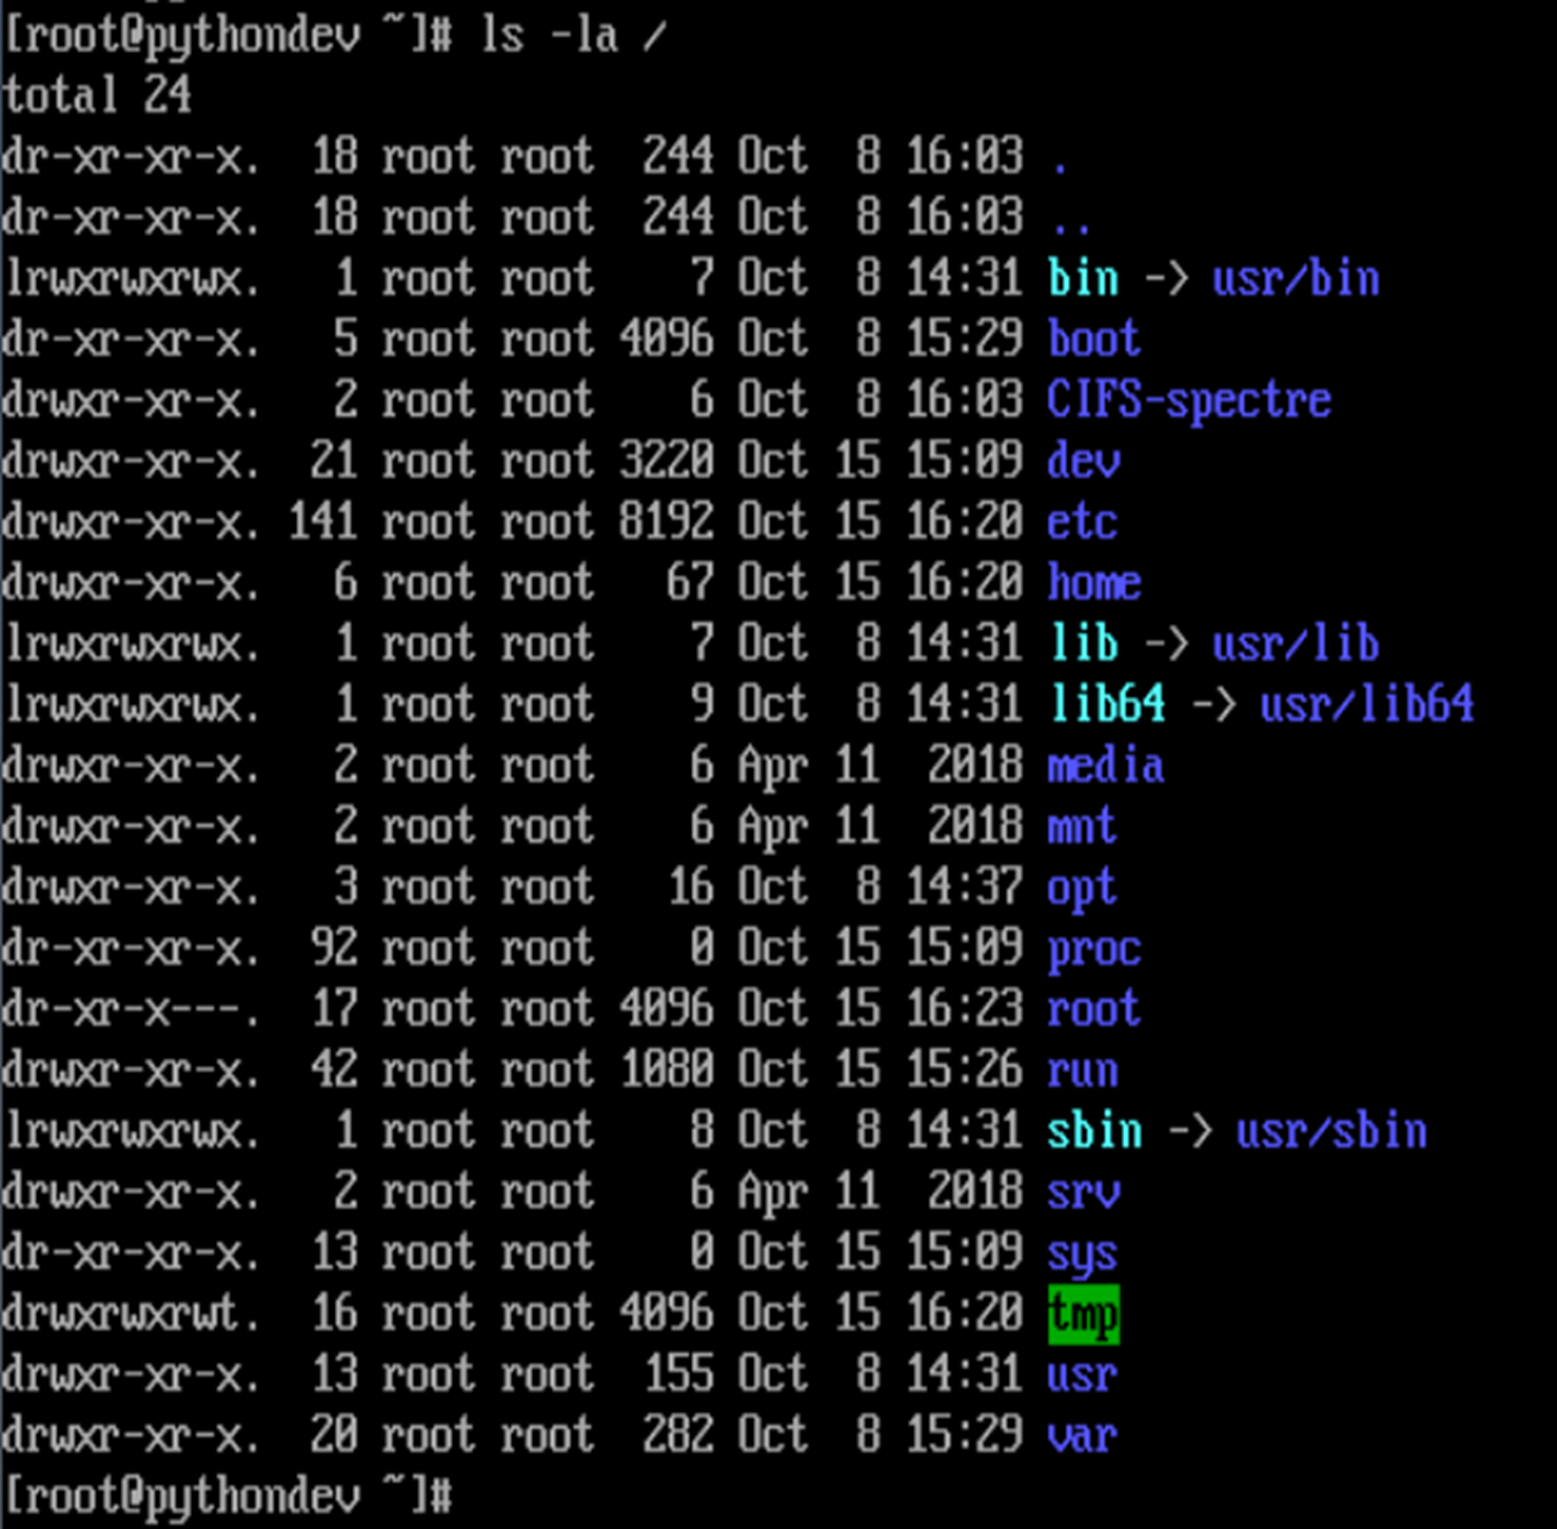 [root@pythondev ~]# ls -la /
total 24
dr-xr-xr-x.  18 root root  244 Oct  8 16:03 .
dr-xr-xr-x.  18 root root  244 Oct  8 16:03 ..
lrwxrwxrwx.   1 root root    7 Oct  8 14:31 bin -> usr/bin
dr-xr-xr-x.   5 root root 4096 Oct  8 15:29 boot
drwxr-xr-x.   2 root root    6 Oct  8 16:03 CIFS-spectre
drwxr-xr-x.  21 root root 3220 Oct 15 15:09 dev
drwxr-xr-x. 141 root root 8192 Oct 15 16:20 etc
drwxr-xr-x.   6 root root   67 Oct 15 16:20 home
lrwxrwxrwx.   1 root root    7 Oct  8 14:31 lib -> usr/lib
lrwxrwxrwx.   1 root root    9 Oct  8 14:31 lib64 -> usr/lib64
drwxr-xr-x.   2 root root    6 Apr 11  2018 media
drwxr-xr-x.   2 root root    6 Apr 11  2018 mnt
drwxr-xr-x.   3 root root   16 Oct  8 14:37 opt
dr-xr-xr-x.  92 root root    0 Oct 15 15:09 proc
dr-xr-x---.  17 root root 4096 Oct 15 16:23 root
drwxr-xr-x.  42 root root 1080 Oct 15 15:26 run
lrwxrwxrwx.   1 root root    8 Oct  8 14:31 sbin -> usr/sbin
drwxr-xr-x.   2 root root    6 Apr 11  2018 srv
dr-xr-xr-x.  13 root root    0 Oct 15 15:09 sys
drwxrwxrwt.  16 root root 4096 Oct 15 16:20 tmp
drwxr-xr-x.  13 root root  155 Oct  8 14:31 usr
drwxr-xr-x.  20 root root  282 Oct  8 15:29 var
[root@pythondev ~]#